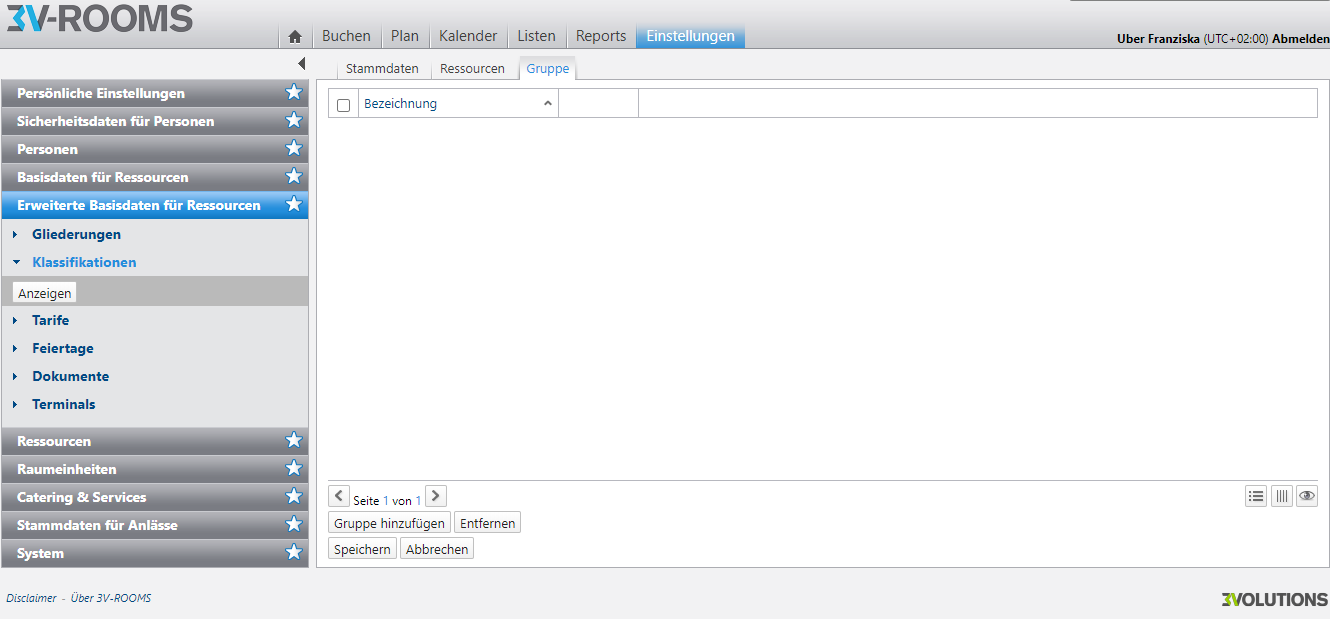 3V-ROOMS
Buchen Plan Kalender Listen Reports Einstellungen
Uber Franziska (UTC+02:00) Abmelden
Stammdaten Ressourcen Gruppe
Persönliche Einstellungen
Sicherheitsdaten für Personen
Personen
Basisdaten für Ressourcen
Erweiterte Basisdaten für Ressourcen
Gliederungen
Klassifikationen
Anzeigen
Tarife
Feiertage
Dokumente
Terminals
Ressourcen
Raumeinheiten
Catering & Services
Stammdaten für Anlässe
System
Bezeichnung
Seite 1 von 1
Gruppe hinzufügen Entfernen
Speichern Abbrechen
Disclaimer - Über 3V-ROOMS
3VOLUTIONS